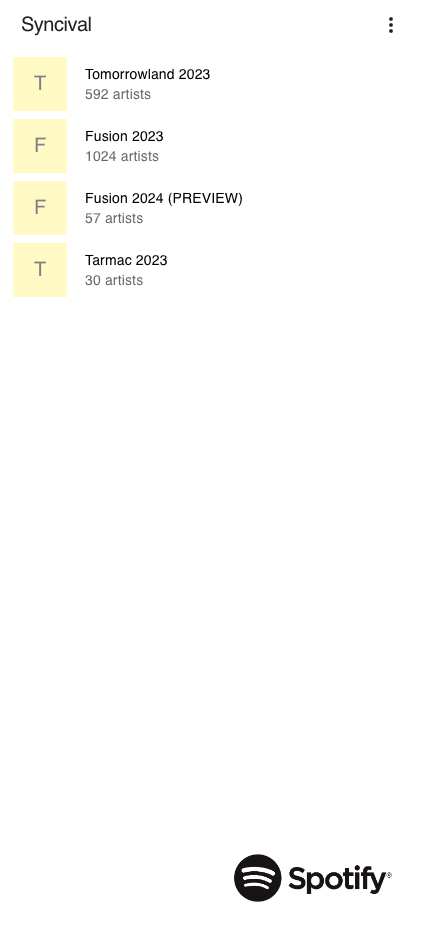 Syncival
T
Tomorrowland 2023
592 artists
F
Fusion 2023
1024 artists
F
Fusion 2024 (PREVIEW)
57 artists
T
Tarmac 2023
30 artists
Spotify®